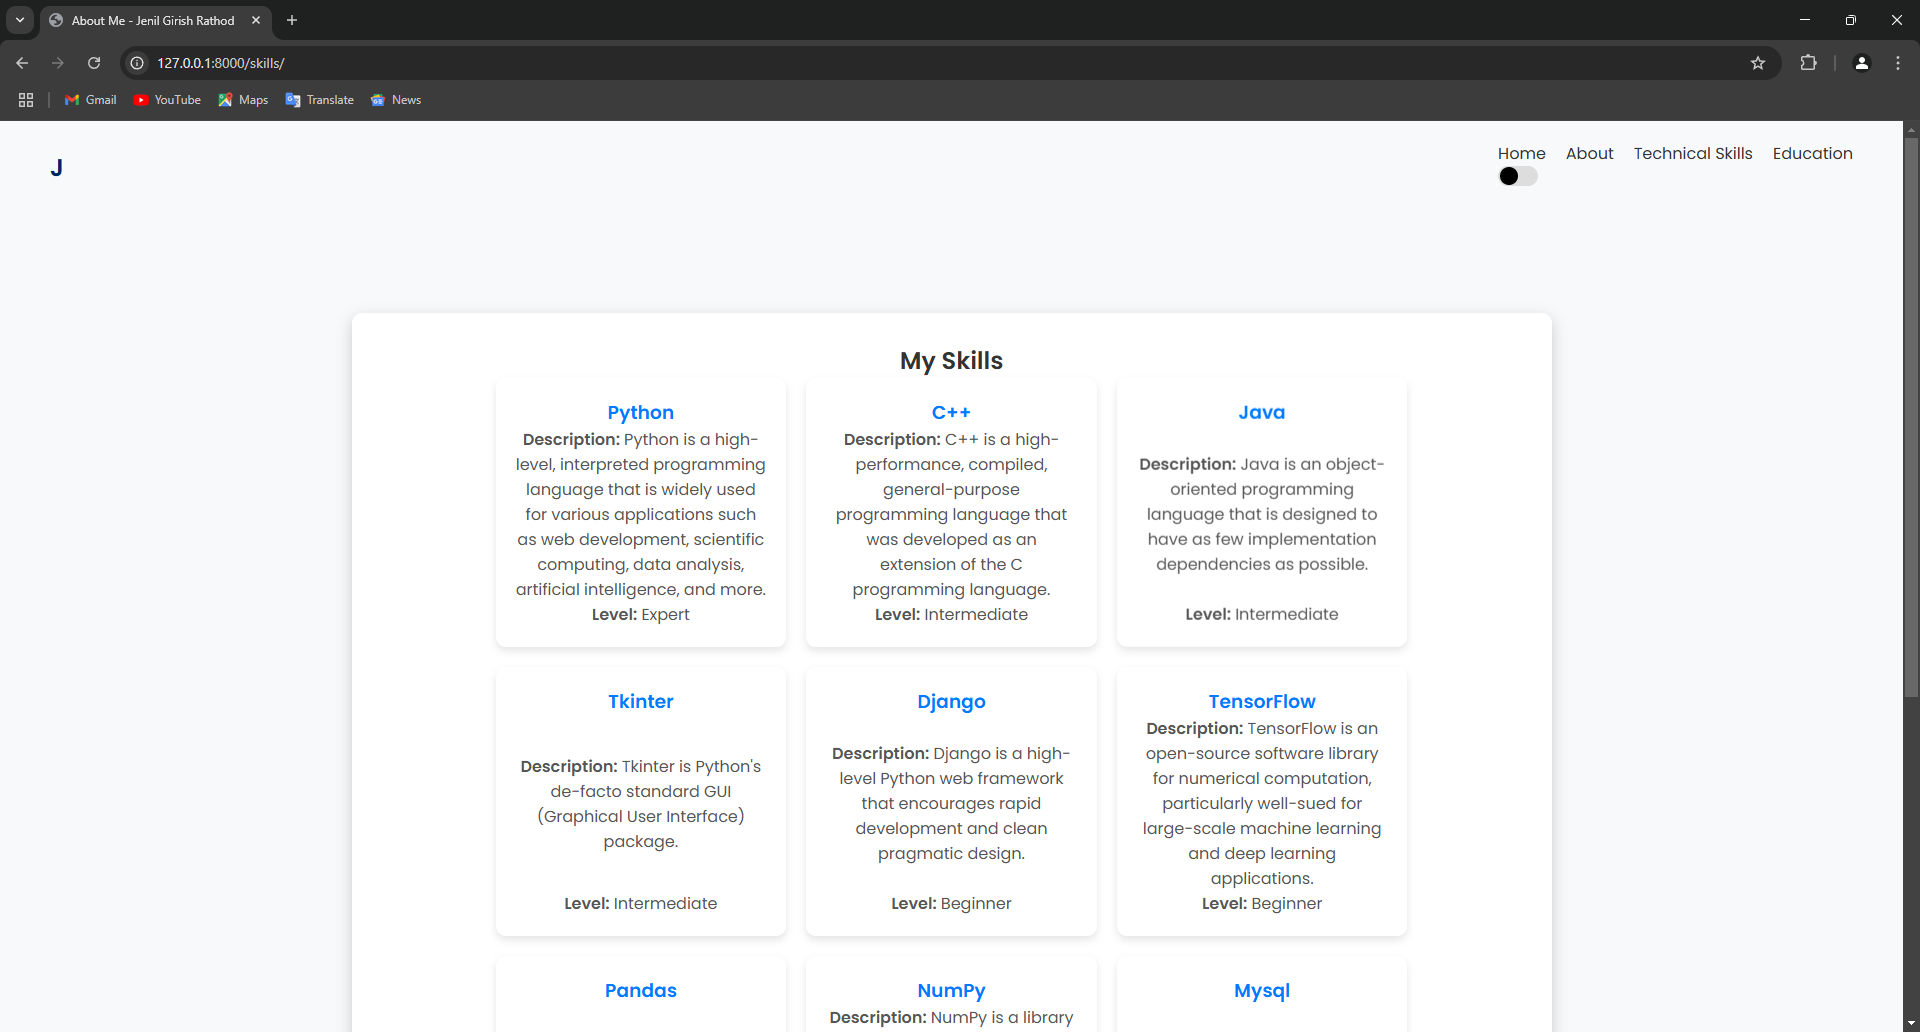 About Me - Jenil Girish Rathod
127.0.0.1:8000/skills/
Gmail YouTube Maps Translate News
J
Home About Technical Skills Education
My Skills
Python
Description: Python is a high-
level, interpreted programming
language that is widely used
for various applications such
as web development, scientific
computing, data analysis,
artificial intelligence, and more.
Level: Expert
C++
Description: C++ is a high-
performance, compiled,
general-purpose
programming language that
was developed as an
extension of the C
programming language.
Level: Intermediate
Java
Description: Java is an object-
oriented programming
language that is designed to
have as few implementation
dependencies as possible.
Level: Intermediate
Tkinter
Description: Tkinter is Python's
de-facto standard GUI
(Graphical User Interface)
package.
Level: Intermediate
Django
Description: Django is a high-
level Python web framework
that encourages rapid
development and clean
pragmatic design.
Level: Beginner
TensorFlow
Description: TensorFlow is an
open-source software library
for numerical computation,
particularly well-sued for
large-scale machine learning
and deep learning
applications.
Level: Beginner
Pandas
NumPy
Description: NumPy is a library
Mysql